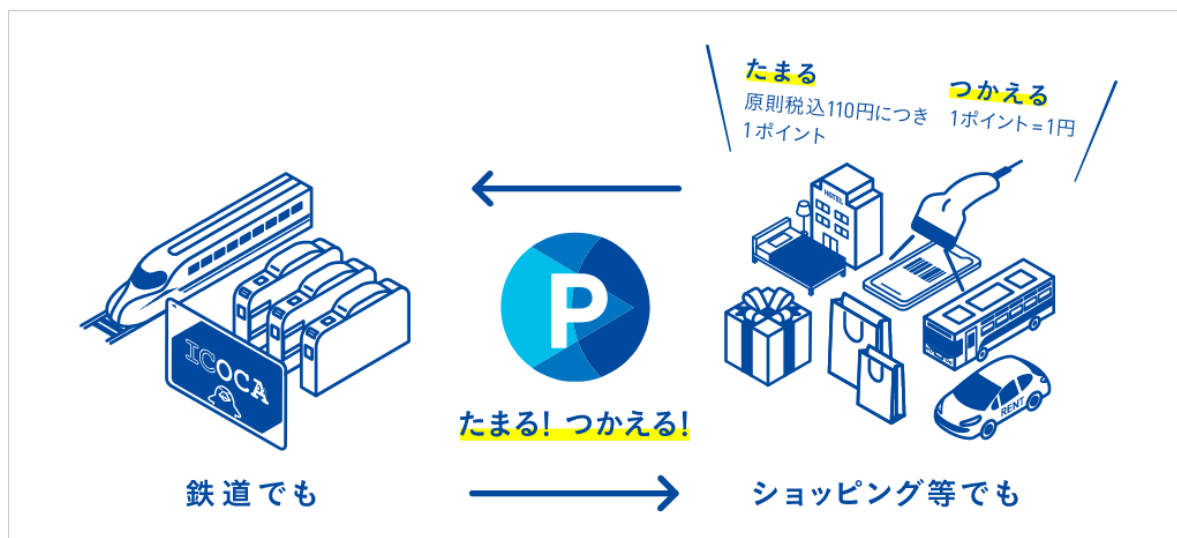 たまる
原則税込110円につき
1ポイント
つかえる
1ポイント=1円
HOTEL
P
ICOCA
RENT
たまる! つかえる!
鉄道でも
ショッピング等でも